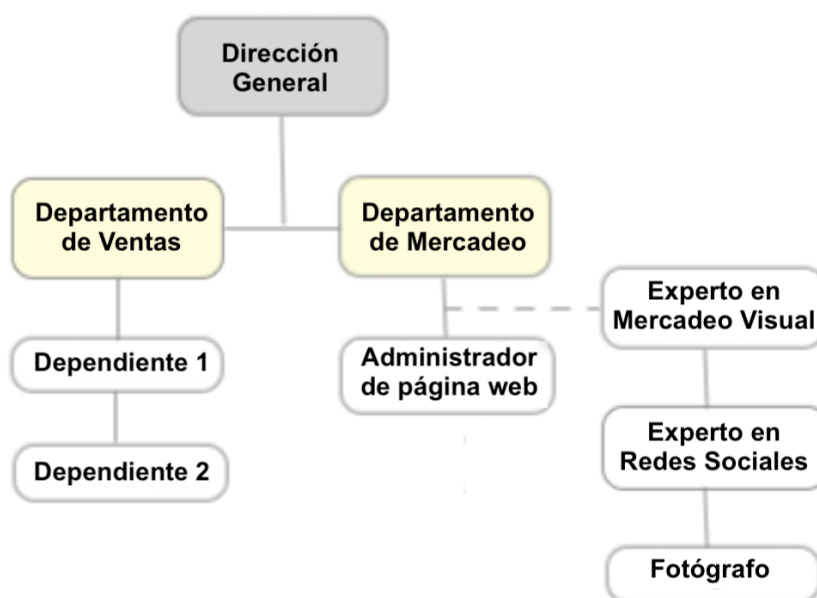 Dirección
General
Departamento
de Ventas
Departamento
de Mercadeo
Experto en
Mercadeo Visual
Dependiente 1
Administrador
de página web
Experto en
Redes Sociales
Dependiente 2
Fotógrafo